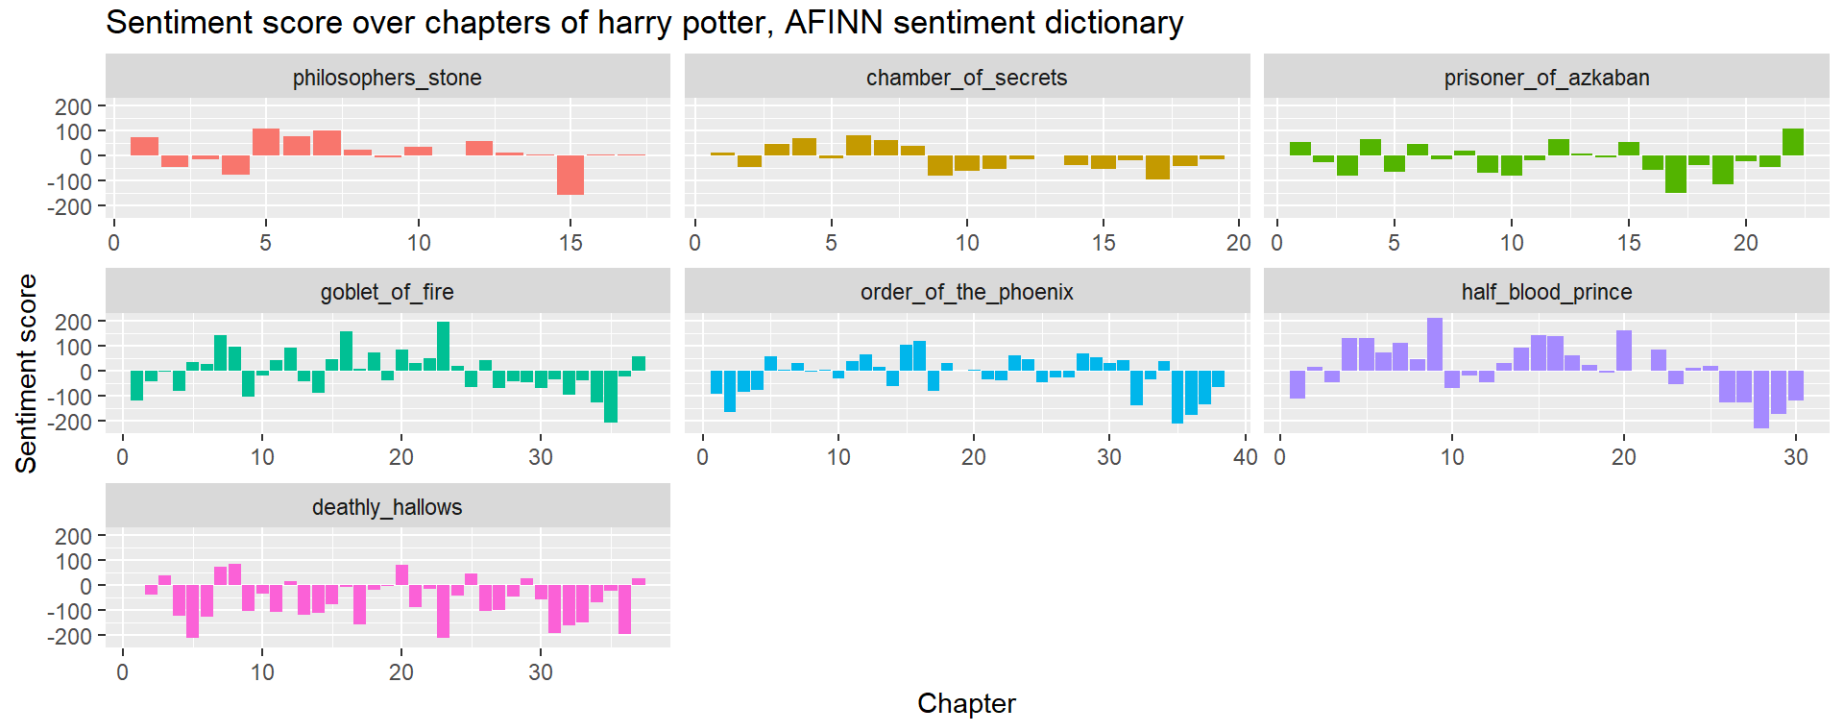 Sentiment score over chapters of harry potter, AFINN sentiment dictionary
philosophers_stone
chamber_of_secrets
prisoner_of_azkaban
200
100
0
-100
-200
0 5 10 15
0 5 10 15 20
0 5 10 15 20
goblet_of_fire
order_of_the_phoenix
half_blood_prince
200
100
0
-100
-200
0 10 20 30
0 10 20 30 40
0 10 20 30
deathly_hallows
200
100
0
-100
-200
0 10 20 30
Sentiment score
Chapter